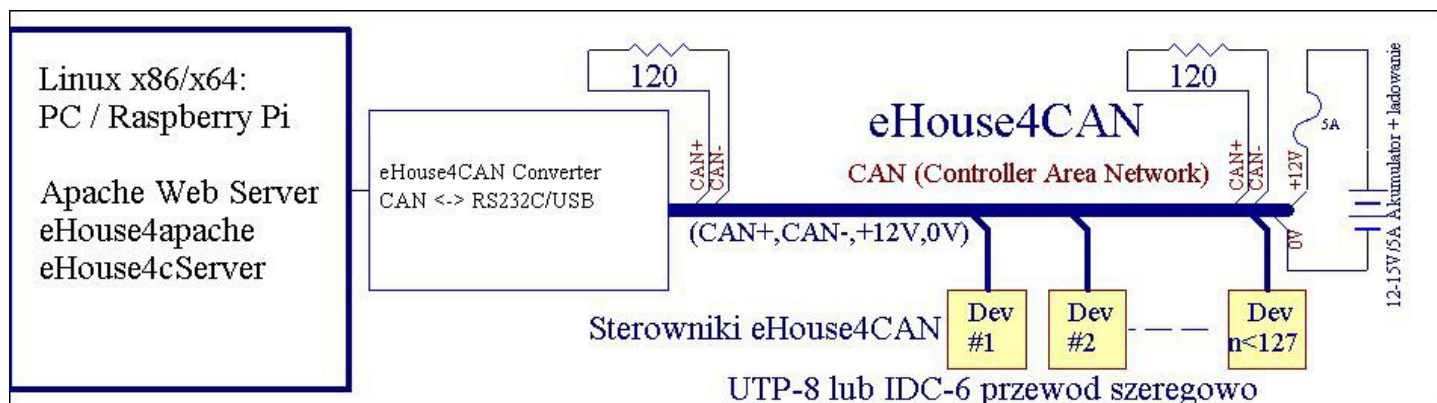 Linux x86/x64:
PC / Raspberry Pi
Apache Web Server
eHouse4apache
eHouse4cServer
eHouse4CAN Converter
CAN <-> RS232C/USB
120
CAN+
CAN-
eHouse4CAN
CAN (Controller Area Network)
(CAN+,CAN-,+12V,0V)
120
CAN+
CAN-
+12V
0V
5A
12-15V/5A Akumulator + ladowanie
Sterowniki eHouse4CAN
Dev
#1
Dev
#2
Dev
n<127
UTP-8 lub IDC-6 przewod szeregowo